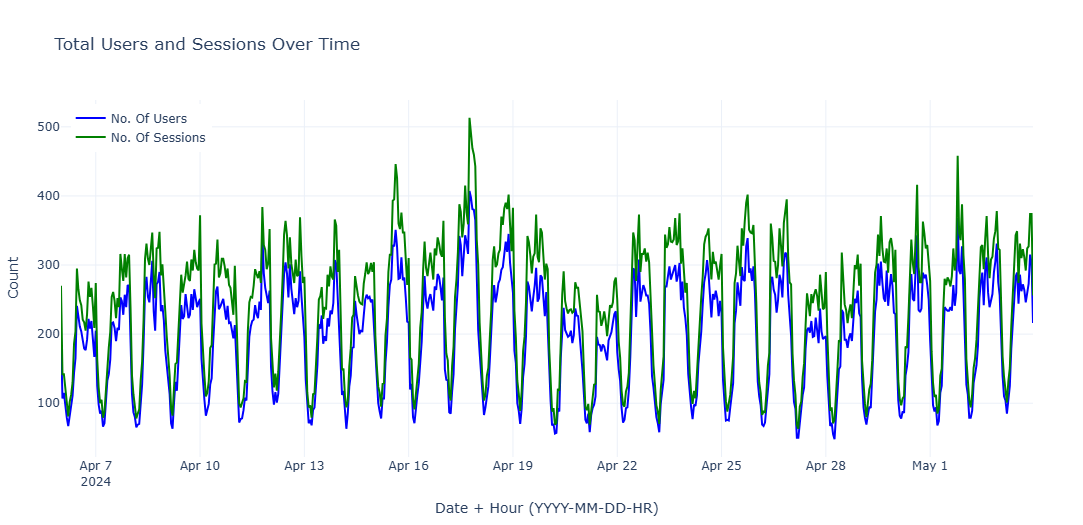 Total Users and Sessions Over Time
No. Of Users
No. Of Sessions
500
400
300
200
100
Count
Apr 7
2024
Apr 10
Apr 13
Apr 16
Apr 19
Apr 22
Apr 25
Apr 28
May 1
Date + Hour (YYYY-MM-DD-HR)